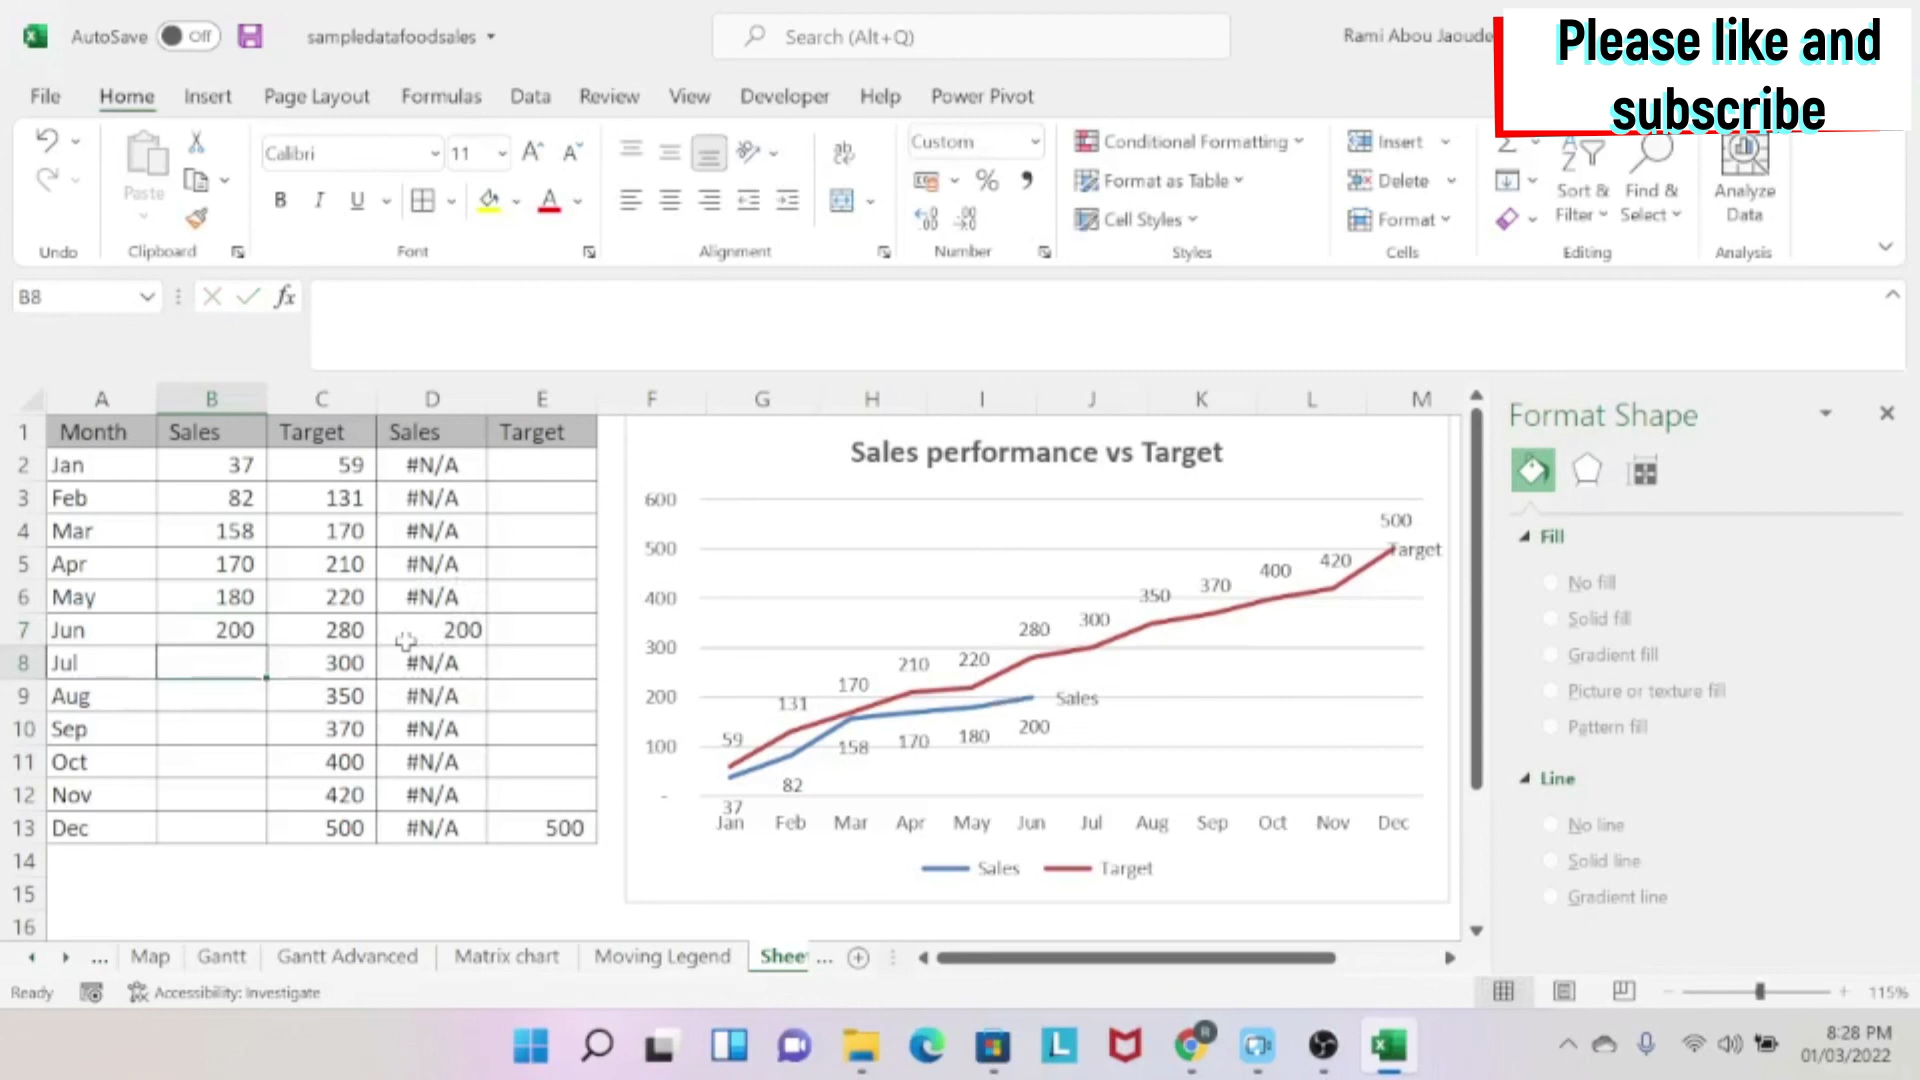 AutoSave Off sampledatafoodsales Search (Alt+Q) Rami Abou Jaoude
Please like and
subscribe
File Home Insert Page Layout Formulas Data Review View Developer Help Power Pivot
Calibri 11 ab Custom Conditional Formatting Insert
Paste B I U % Format as Table Delete Sort & Find & Analyze
Cell Styles Format Filter Select Data
Undo Clipboard Font Alignment Number Styles Cells Editing Analysis
B8 fx
A B C D E F G H I J K L M
1 Month Sales Target Sales Target
2 Jan 37 59 #N/A
3 Feb 82 131 #N/A
4 Mar 158 170 #N/A
5 Apr 170 210 #N/A
6 May 180 220 #N/A
7 Jun 200 280 200
8 Jul 300 #N/A
9 Aug 350 #N/A
10 Sep 370 #N/A
11 Oct 400 #N/A
12 Nov 420 #N/A
13 Dec 500 #N/A 500
14
15
16
Sales performance vs Target
600
500
400
300
200
100
-
59 131 170 210 220 280 300 350 370 400 420 500 Target
37 82 158 170 180 200 Sales
Jan Feb Mar Apr May Jun Jul Aug Sep Oct Nov Dec
Sales Target
Format Shape
Fill
No fill
Solid fill
Gradient fill
Picture or texture fill
Pattern fill
Line
No line
Solid line
Gradient line
... Map Gantt Gantt Advanced Matrix chart Moving Legend Shee ...
Ready Accessibility: Investigate 115%
8:28 PM
01/03/2022